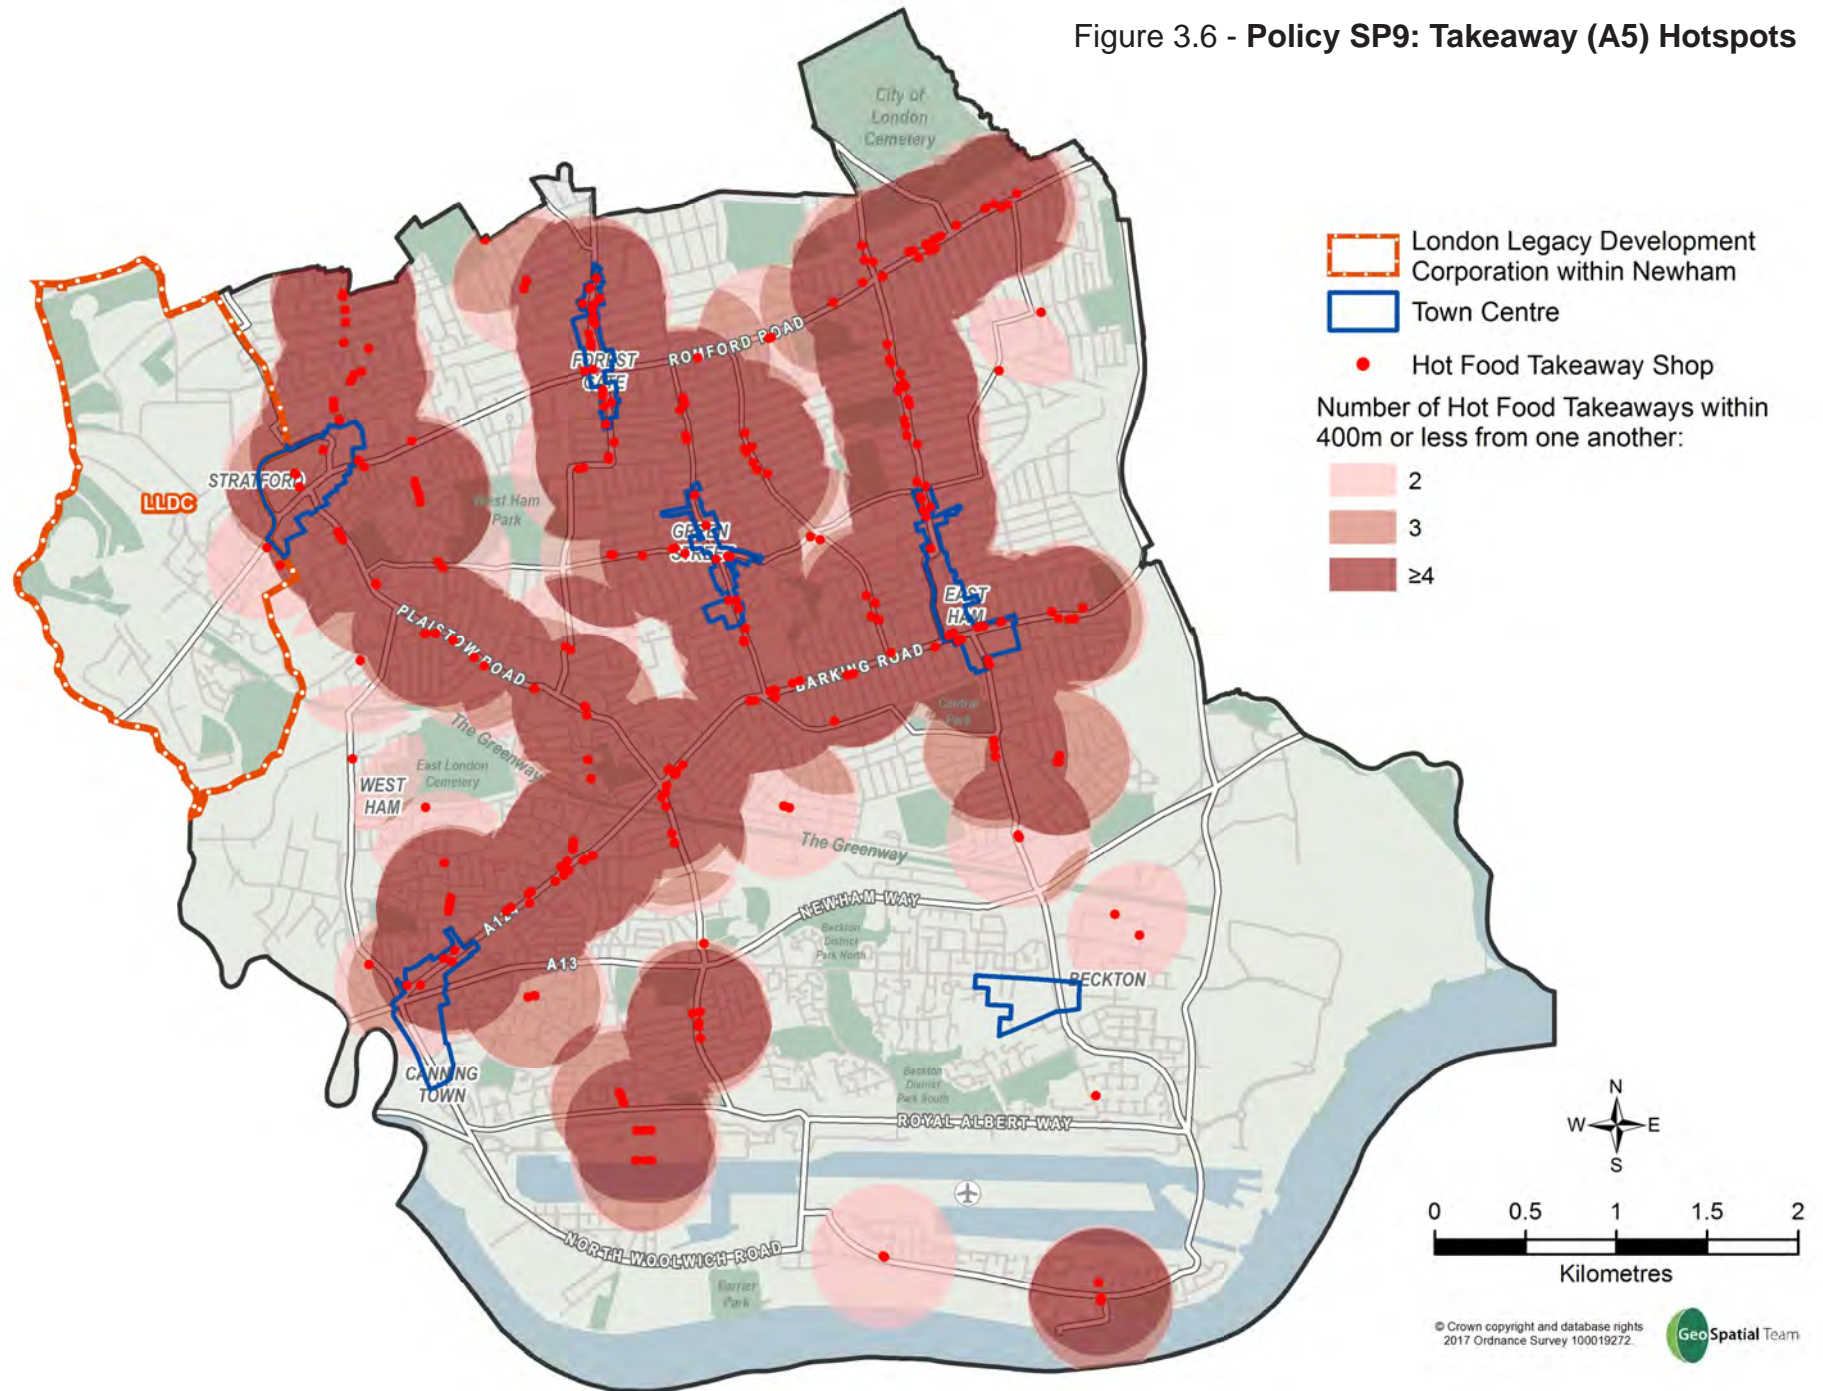 Figure 3.6 - Policy SP9: Takeaway (A5) Hotspots
City of
London
Cemetery
London Legacy Development
Corporation within Newham
Town Centre
Hot Food Takeaway Shop
Number of Hot Food Takeaways within
400m or less from one another:
2
3
≥4
ROMFORD ROAD
FOREST
GATE
STRATFORD
LLDC
West Ham
Park
GREEN
STREET
EAST
HAM
PLAISTOW ROAD
BARKING ROAD
Central
Park
The Greenway
East London
Cemetery
WEST
HAM
The Greenway
NEWHAM WAY
A124
Beckton
District
Park North
A13
BECKTON
CANNING
TOWN
Beckton
District
Park South
ROYAL ALBERT WAY
NORTH WOOLWICH ROAD
Barrier
Park
N
W E
S
0 0.5 1 1.5 2
Kilometres
© Crown copyright and database rights
2017 Ordnance Survey 100019272.
GeoSpatial Team